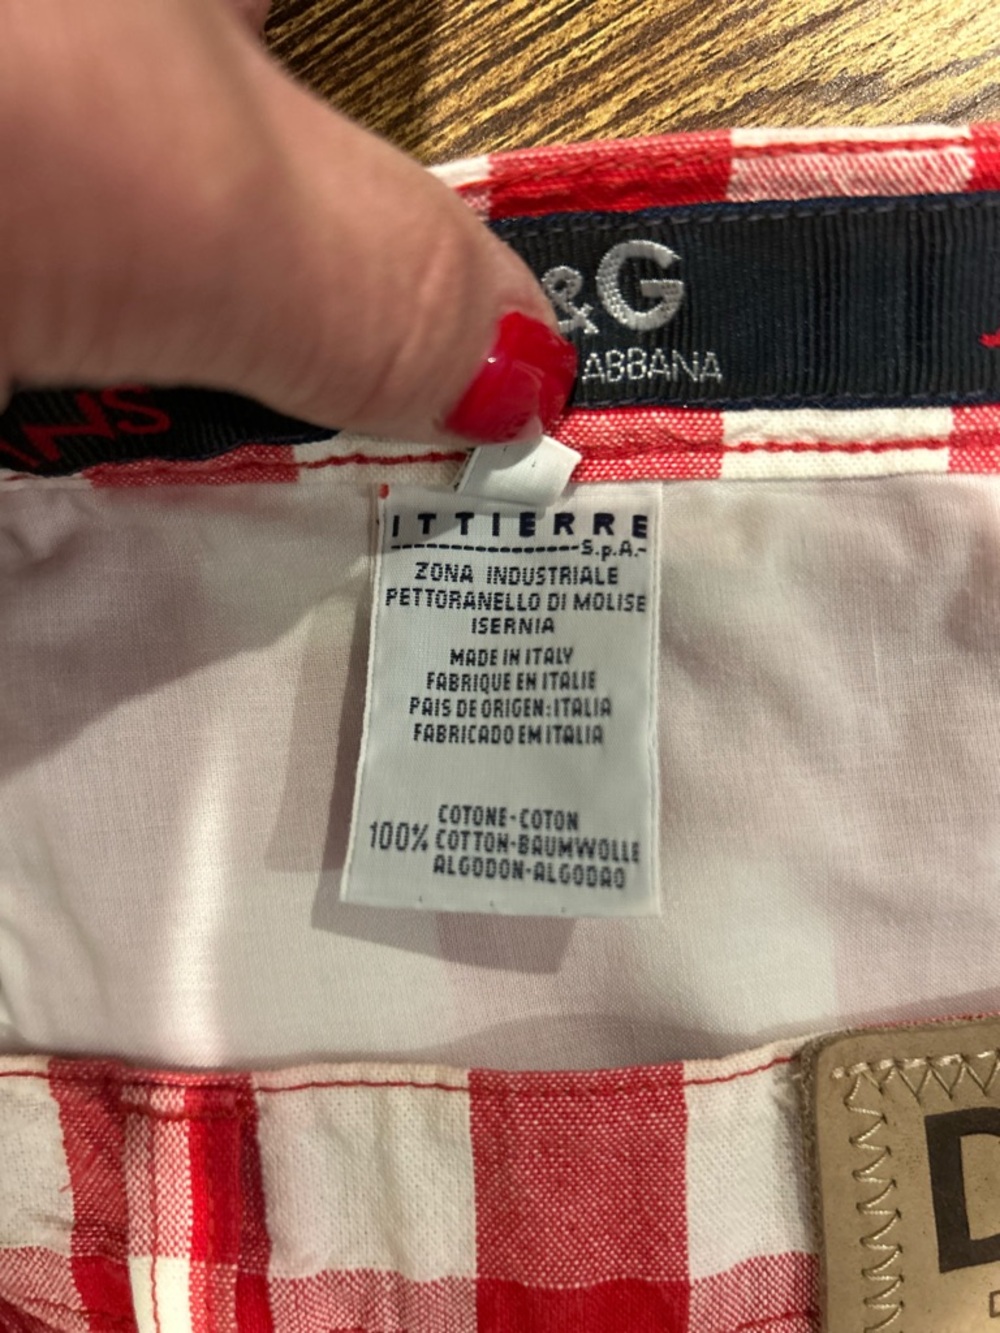 &G
ABBANA
NS
ITTIERRE
S.p.A.
ZONA INDUSTRIALE
PETTORANELLO DI MOLISE
ISERNIA
MADE IN ITALY
FABRIQUE EN ITALIE
PAIS DE ORIGEN: ITALIA
FABRICADO EM ITALIA
COTONE-COTON
100% COTTON-BAUMWOLLE
ALGODON-ALGODAO
D
D